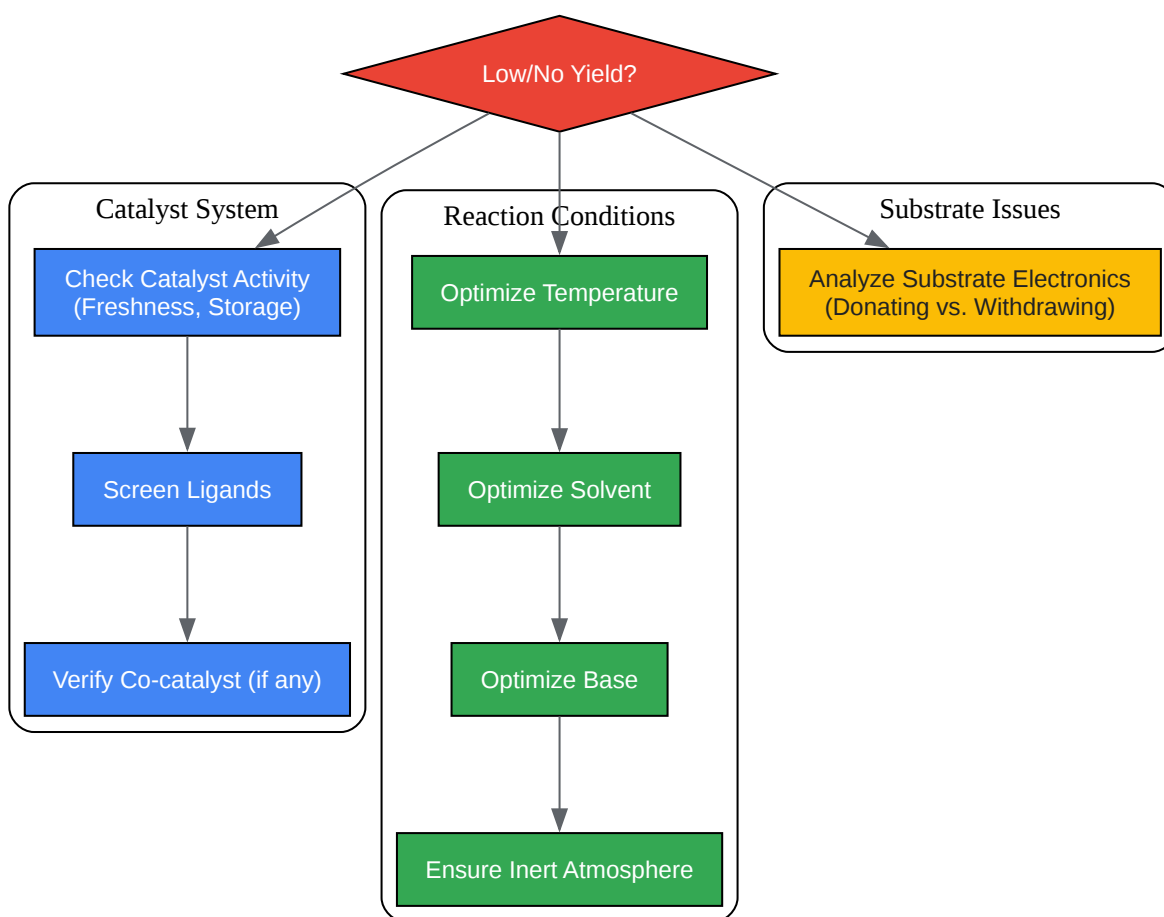 Low/No Yield?
Catalyst System
Check Catalyst Activity
(Freshness, Storage)
Screen Ligands
Verify Co-catalyst (if any)
Reaction Conditions
Optimize Temperature
Optimize Solvent
Optimize Base
Ensure Inert Atmosphere
Substrate Issues
Analyze Substrate Electronics
(Donating vs. Withdrawing)